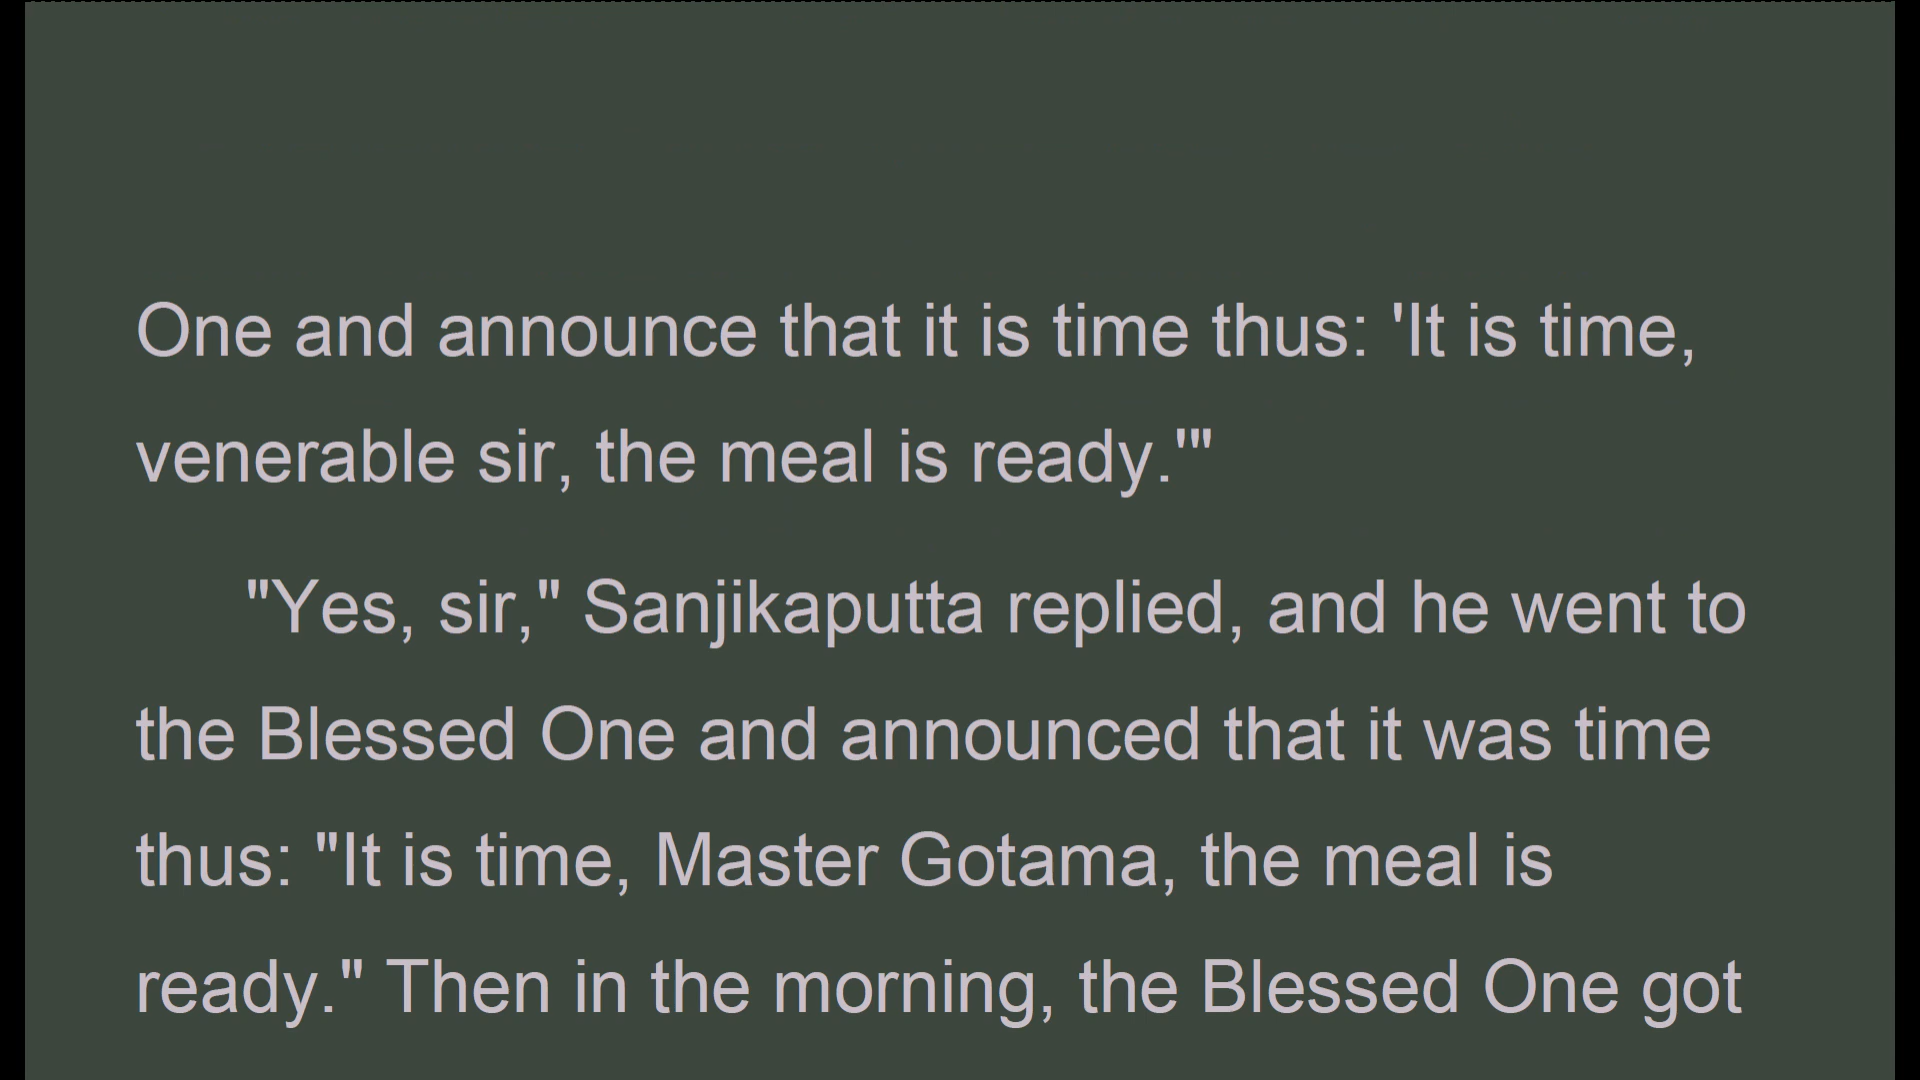 One and announce that it is time thus: 'It is time,
venerable sir, the meal is ready.'"
"Yes, sir," Sanjikaputta replied, and he went to
the Blessed One and announced that it was time
thus: "It is time, Master Gotama, the meal is
ready." Then in the morning, the Blessed One got